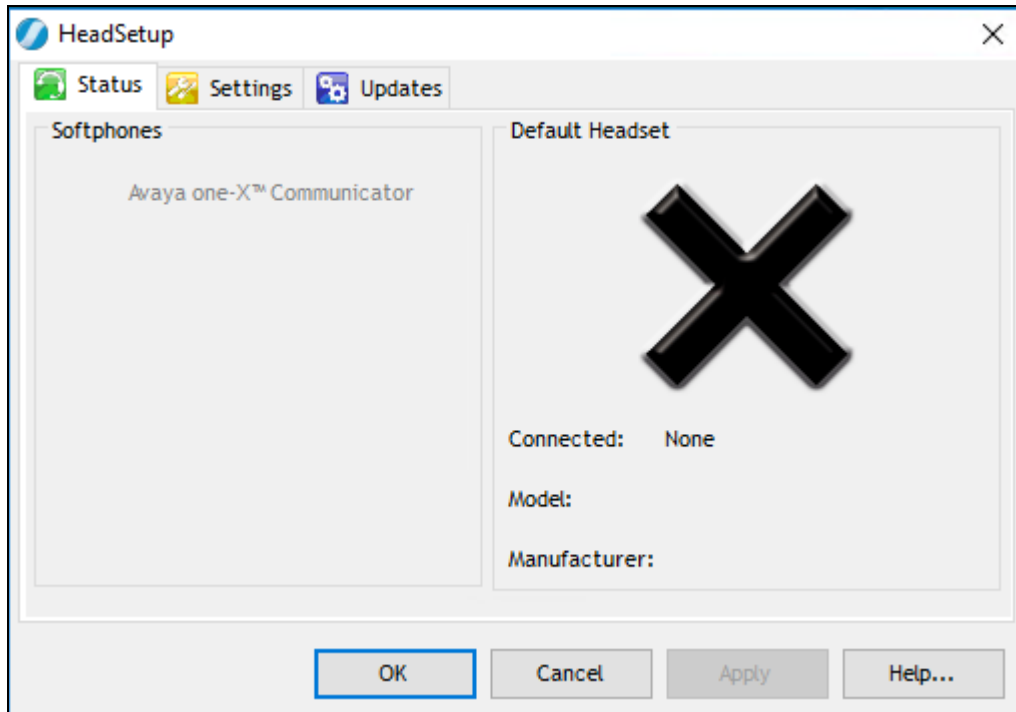 HeadSetup
Status Settings Updates
Softphones
Avaya one-X™ Communicator
Default Headset
Connected: None
Model:
Manufacturer:
OK Cancel Apply Help...